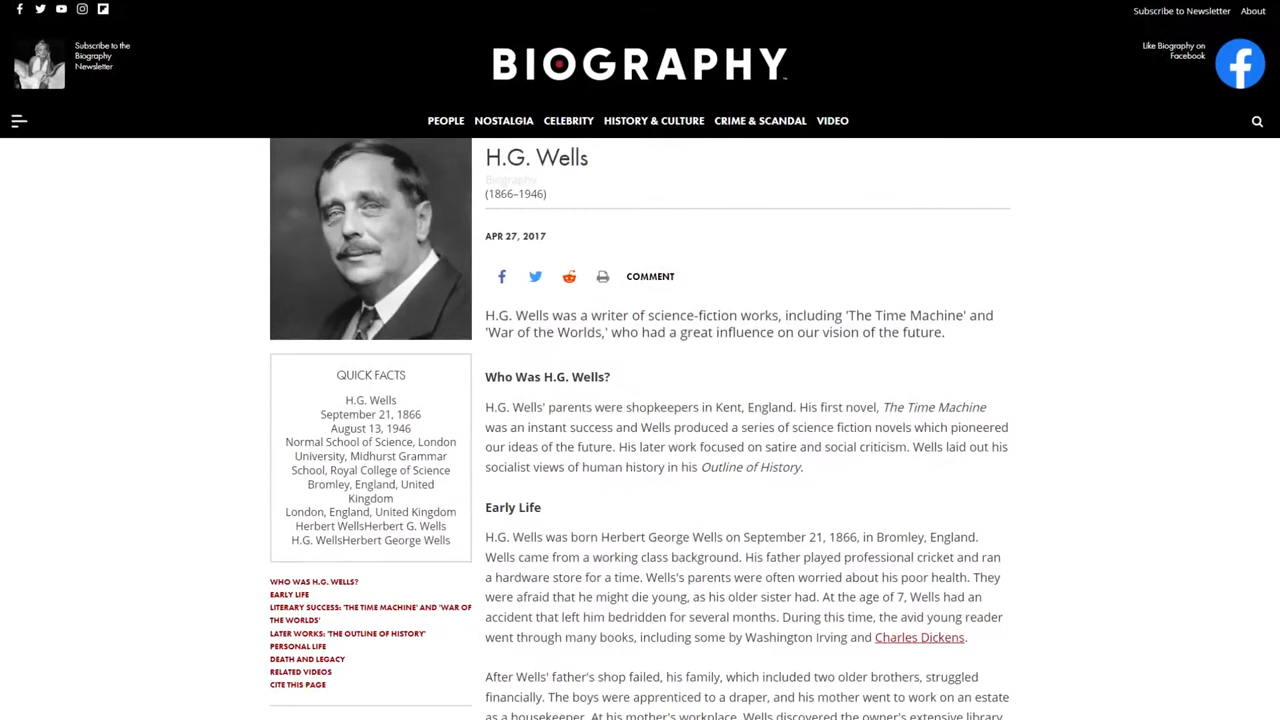 Subscribe to Newsletter About
Subscribe to the
Biography
Newsletter
BIOGRAPHY
Like Biography on
Facebook
PEOPLE NOSTALGIA CELEBRITY HISTORY & CULTURE CRIME & SCANDAL VIDEO
H.G. Wells
Biography
(1866–1946)
APR 27, 2017
COMMENT
H.G. Wells was a writer of science-fiction works, including 'The Time Machine' and
'War of the Worlds,' who had a great influence on our vision of the future.
QUICK FACTS
H.G. Wells
September 21, 1866
August 13, 1946
Normal School of Science, London
University, Midhurst Grammar
School, Royal College of Science
Bromley, England, United
Kingdom
London, England, United Kingdom
Herbert WellsHerbert G. Wells
H.G. WellsHerbert George Wells
WHO WAS H.G. WELLS?
EARLY LIFE
LITERARY SUCCESS: 'THE TIME MACHINE' AND 'WAR OF
THE WORLDS'
LATER WORKS: 'THE OUTLINE OF HISTORY'
PERSONAL LIFE
DEATH AND LEGACY
RELATED VIDEOS
CITE THIS PAGE
Who Was H.G. Wells?
H.G. Wells' parents were shopkeepers in Kent, England. His first novel, The Time Machine
was an instant success and Wells produced a series of science fiction novels which pioneered
our ideas of the future. His later work focused on satire and social criticism. Wells laid out his
socialist views of human history in his Outline of History.
Early Life
H.G. Wells was born Herbert George Wells on September 21, 1866, in Bromley, England.
Wells came from a working class background. His father played professional cricket and ran
a hardware store for a time. Wells's parents were often worried about his poor health. They
were afraid that he might die young, as his older sister had. At the age of 7, Wells had an
accident that left him bedridden for several months. During this time, the avid young reader
went through many books, including some by Washington Irving and Charles Dickens.
After Wells' father's shop failed, his family, which included two older brothers, struggled
financially. The boys were apprenticed to a draper, and his mother went to work on an estate
as a housekeeper. At his mother's workplace, Wells discovered the owner's extensive library